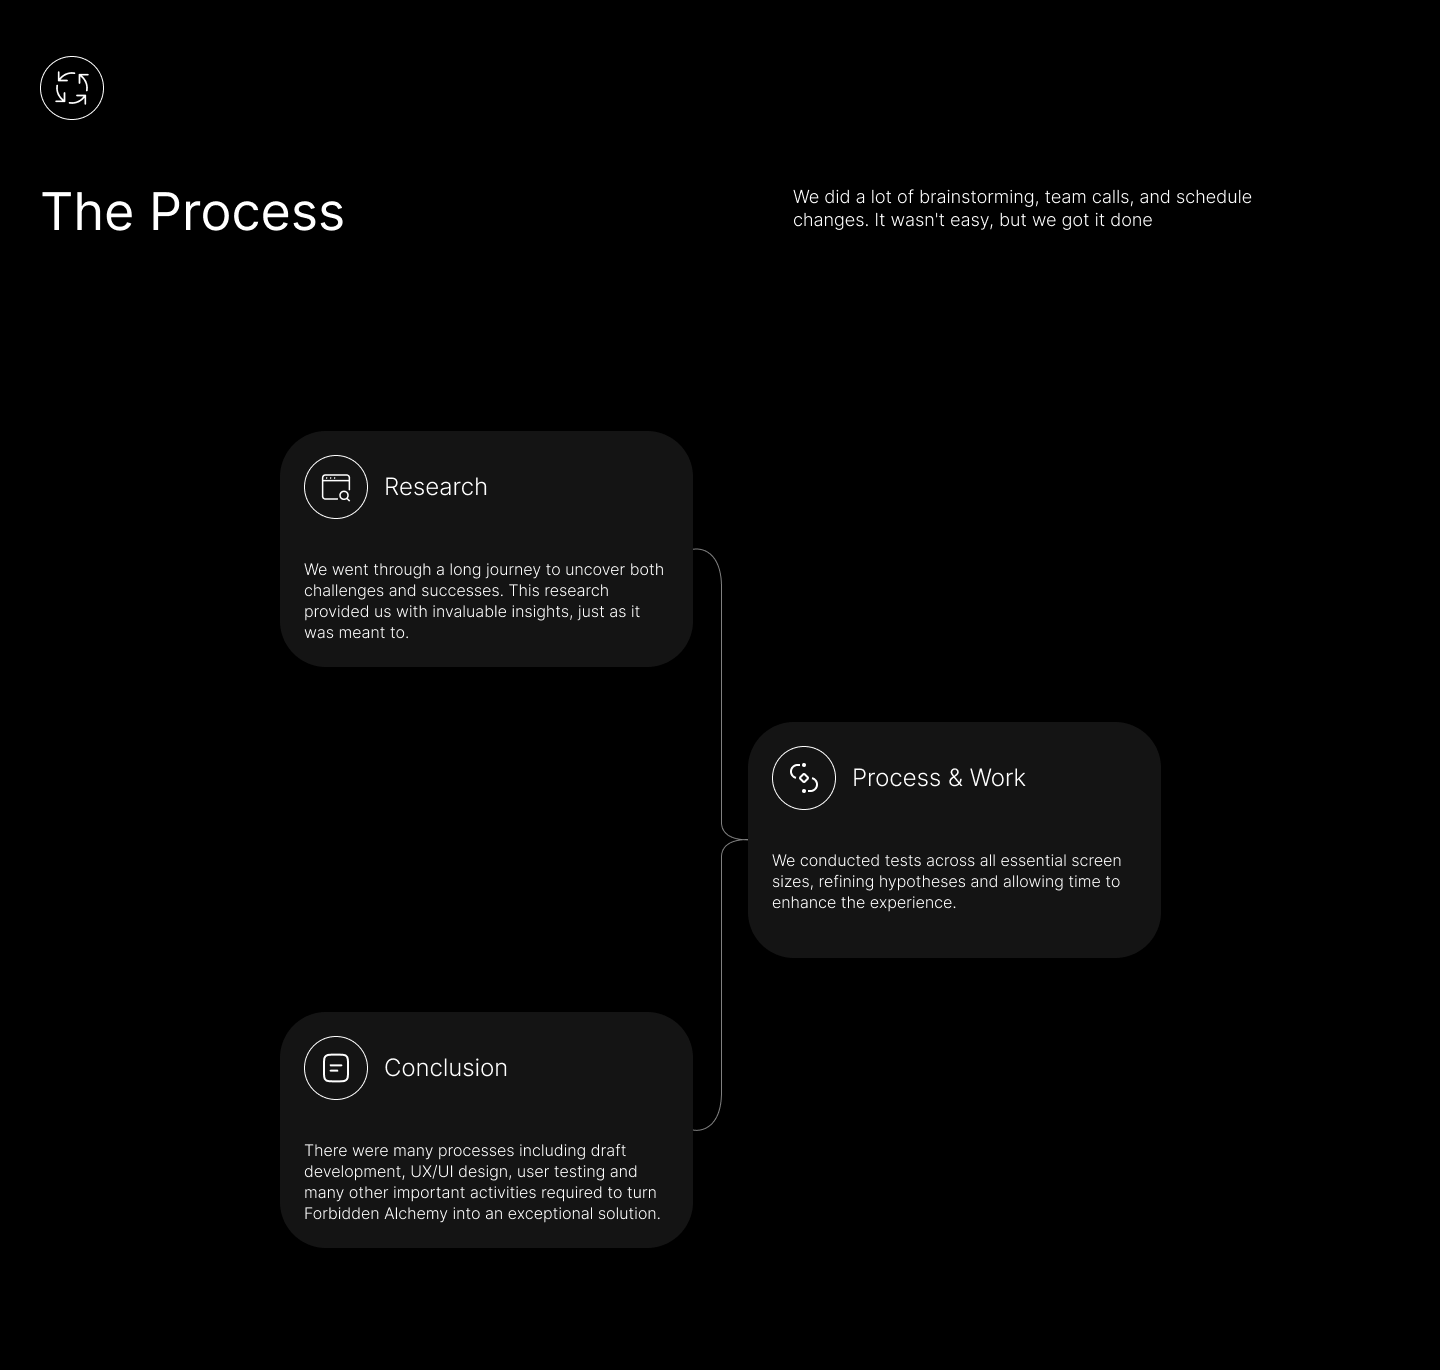 The Process
We did a lot of brainstorming, team calls, and schedule
changes. It wasn't easy, but we got it done
Research
We went through a long journey to uncover both
challenges and successes. This research
provided us with invaluable insights, just as it
was meant to.
Process & Work
We conducted tests across all essential screen
sizes, refining hypotheses and allowing time to
enhance the experience.
Conclusion
There were many processes including draft
development, UX/UI design, user testing and
many other important activities required to turn
Forbidden Alchemy into an exceptional solution.